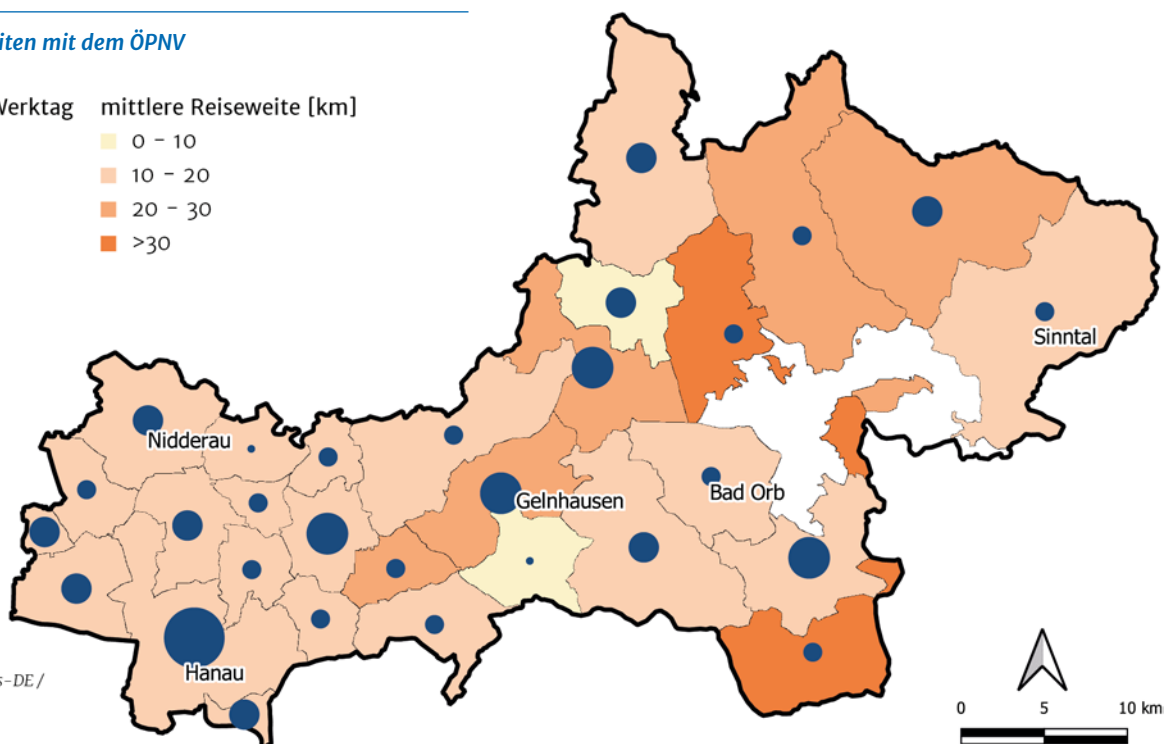 iten mit dem ÖPNV
Werktag
mittlere Reiseweite [km]
0 - 10
10 - 20
20 - 30
>30
Sinntal
Nidderau
Gelnhausen
Bad Orb
Hanau
s-DE /
0 5 10 km